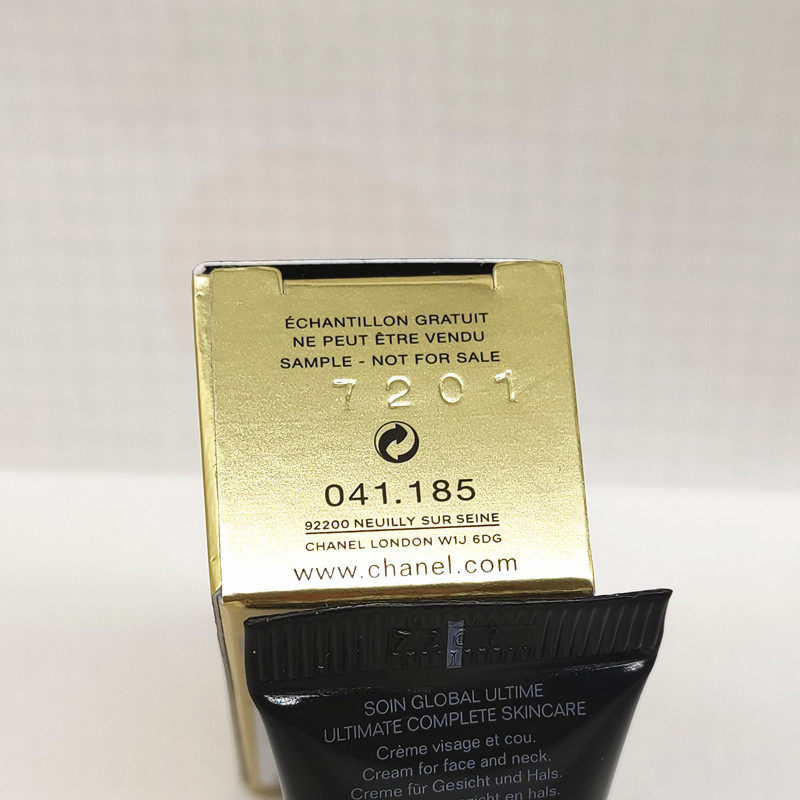 ÉCHANTILLON GRATUIT
NE PEUT ÊTRE VENDU
SAMPLE - NOT FOR SALE
7201
041.185
92200 NEUILLY SUR SEINE
CHANEL LONDON W1J 6DG
www.chanel.com
SOIN GLOBAL ULTIME
ULTIMATE COMPLETE SKINCARE
Crème visage et cou.
Cream for face and neck.
Creme für Gesicht und Hals.
en hals.